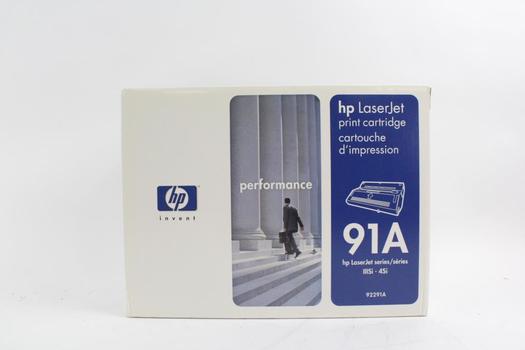 hp
invent
performance
hp LaserJet
print cartridge
cartouche
d'impression
91A
hp LaserJet series/séries
IIISi - 4Si
92291A